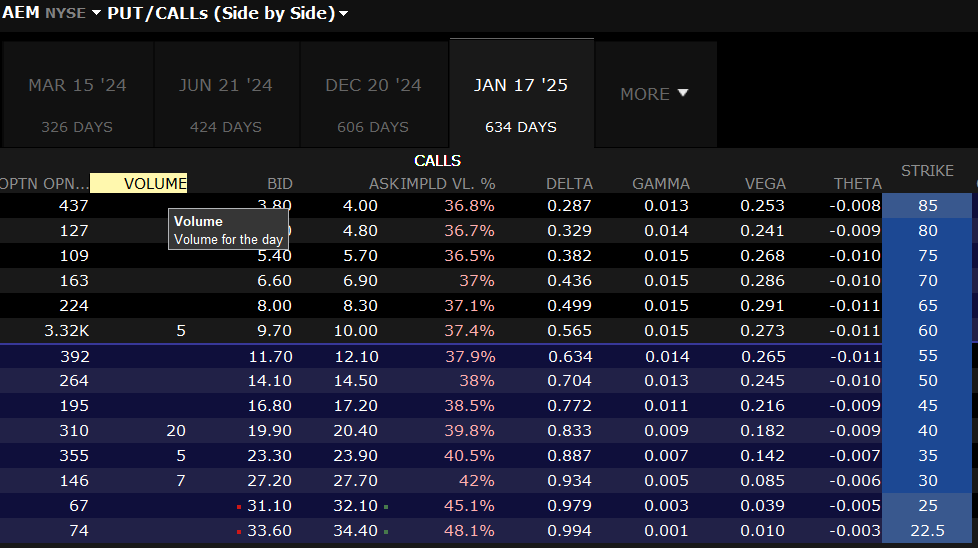 AEM NYSE PUT/CALLs (Side by Side)
MAR 15 '24 JUN 21 '24 DEC 20 '24 JAN 17 '25 MORE
326 DAYS 424 DAYS 606 DAYS 634 DAYS
CALLS
OPTN OPN... VOLUME BID ASK IMPLD VL. % DELTA GAMMA VEGA THETA STRIKE
437 3.80 4.00 36.8% 0.287 0.013 0.253 -0.008 85
Volume
127 4.80 36.7% 0.329 0.014 0.241 -0.009 80
Volume for the day
109 5.40 5.70 36.5% 0.382 0.015 0.268 -0.010 75
163 6.60 6.90 37% 0.436 0.015 0.286 -0.010 70
224 8.00 8.30 37.1% 0.499 0.015 0.291 -0.011 65
3.32K 5 9.70 10.00 37.4% 0.565 0.015 0.273 -0.011 60
392 11.70 12.10 37.9% 0.634 0.014 0.265 -0.011 55
264 14.10 14.50 38% 0.704 0.013 0.245 -0.010 50
195 16.80 17.20 38.5% 0.772 0.011 0.216 -0.009 45
310 20 19.90 20.40 39.8% 0.833 0.009 0.182 -0.009 40
355 5 23.30 23.90 40.5% 0.887 0.007 0.142 -0.007 35
146 7 27.20 27.70 42% 0.934 0.005 0.085 -0.006 30
67 31.10 32.10 45.1% 0.979 0.003 0.039 -0.005 25
74 33.60 34.40 48.1% 0.994 0.001 0.010 -0.003 22.5